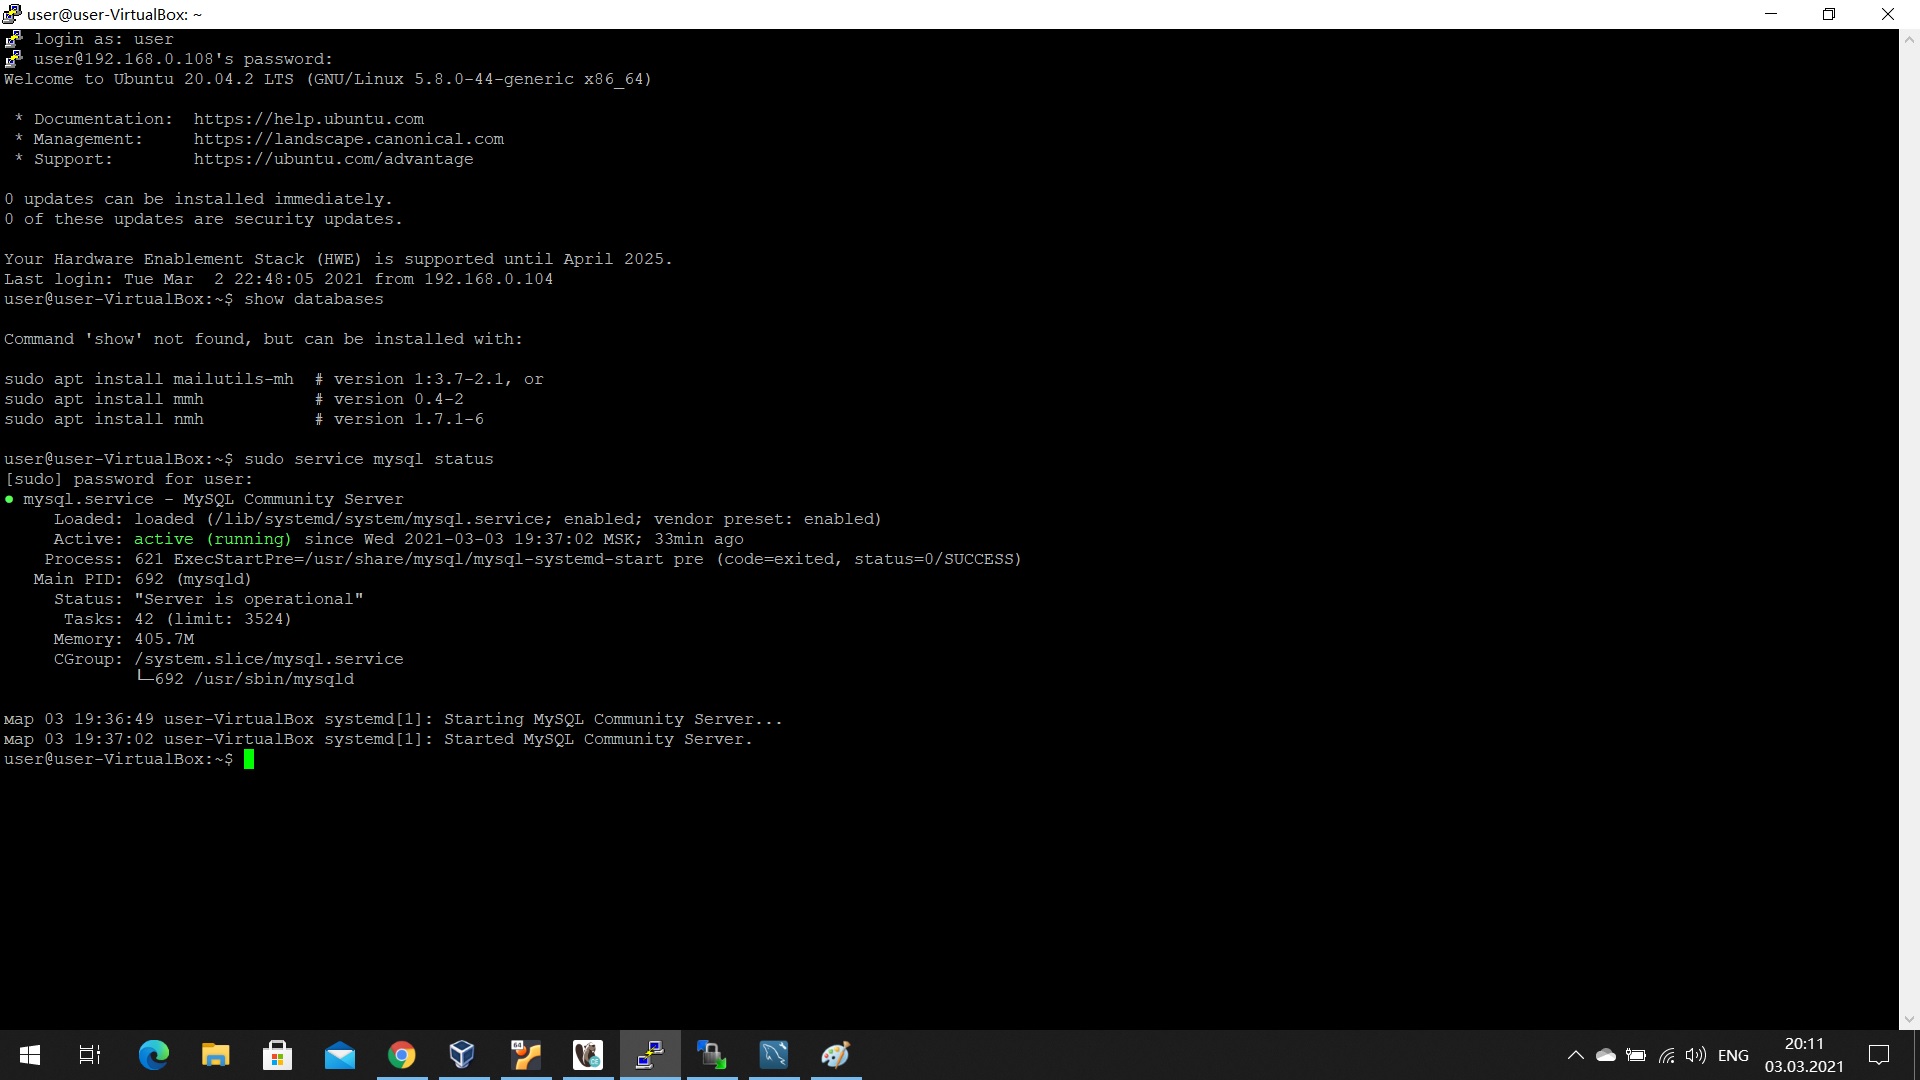 user@user-VirtualBox: ~
login as: user
user@192.168.0.108's password:
Welcome to Ubuntu 20.04.2 LTS (GNU/Linux 5.8.0-44-generic x86_64)
* Documentation:  https://help.ubuntu.com
* Management:     https://landscape.canonical.com
* Support:        https://ubuntu.com/advantage
0 updates can be installed immediately.
0 of these updates are security updates.
Your Hardware Enablement Stack (HWE) is supported until April 2025.
Last login: Tue Mar  2 22:48:05 2021 from 192.168.0.104
user@user-VirtualBox:~$ show databases
Command 'show' not found, but can be installed with:
sudo apt install mailutils-mh  # version 1:3.7-2.1, or
sudo apt install mmh           # version 0.4-2
sudo apt install nmh           # version 1.7.1-6
user@user-VirtualBox:~$ sudo service mysql status
[sudo] password for user:
● mysql.service - MySQL Community Server
Loaded: loaded (/lib/systemd/system/mysql.service; enabled; vendor preset: enabled)
Active: active (running) since Wed 2021-03-03 19:37:02 MSK; 33min ago
Process: 621 ExecStartPre=/usr/share/mysql/mysql-systemd-start pre (code=exited, status=0/SUCCESS)
Main PID: 692 (mysqld)
Status: "Server is operational"
Tasks: 42 (limit: 3524)
Memory: 405.7M
CGroup: /system.slice/mysql.service
└─692 /usr/sbin/mysqld
мар 03 19:36:49 user-VirtualBox systemd[1]: Starting MySQL Community Server...
мар 03 19:37:02 user-VirtualBox systemd[1]: Started MySQL Community Server.
user@user-VirtualBox:~$
64
ENG
20:11
03.03.2021